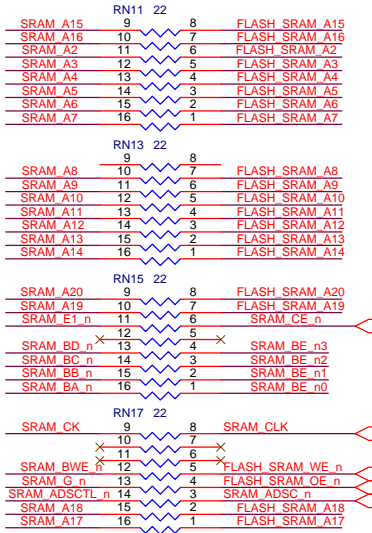 RN11 22
SRAM_A15 9 8 FLASH_SRAM_A15
SRAM_A16 10 7 FLASH_SRAM_A16
SRAM_A2 11 6 FLASH_SRAM_A2
SRAM_A3 12 5 FLASH_SRAM_A3
SRAM_A4 13 4 FLASH_SRAM_A4
SRAM_A5 14 3 FLASH_SRAM_A5
SRAM_A6 15 2 FLASH_SRAM_A6
SRAM_A7 16 1 FLASH_SRAM_A7
RN13 22
9 8
SRAM_A8 10 7 FLASH_SRAM_A8
SRAM_A9 11 6 FLASH_SRAM_A9
SRAM_A10 12 5 FLASH_SRAM_A10
SRAM_A11 13 4 FLASH_SRAM_A11
SRAM_A12 14 3 FLASH_SRAM_A12
SRAM_A13 15 2 FLASH_SRAM_A13
SRAM_A14 16 1 FLASH_SRAM_A14
RN15 22
SRAM_A20 9 8 FLASH_SRAM_A20
SRAM_A19 10 7 FLASH_SRAM_A19
SRAM_E1_n 11 6 SRAM_CE_n
12 5
SRAM_BD_n 13 4 SRAM_BE_n3
SRAM_BC_n 14 3 SRAM_BE_n2
SRAM_BB_n 15 2 SRAM_BE_n1
SRAM_BA_n 16 1 SRAM_BE_n0
RN17 22
SRAM_CK 9 8 SRAM_CLK
10 7
11 6
SRAM_BWE_n 12 5 FLASH_SRAM_WE_n
SRAM_G_n 13 4 FLASH_SRAM_OE_n
SRAM_ADSCTL_n 14 3 SRAM_ADSC_n
SRAM_A18 15 2 FLASH_SRAM_A18
SRAM_A17 16 1 FLASH_SRAM_A17